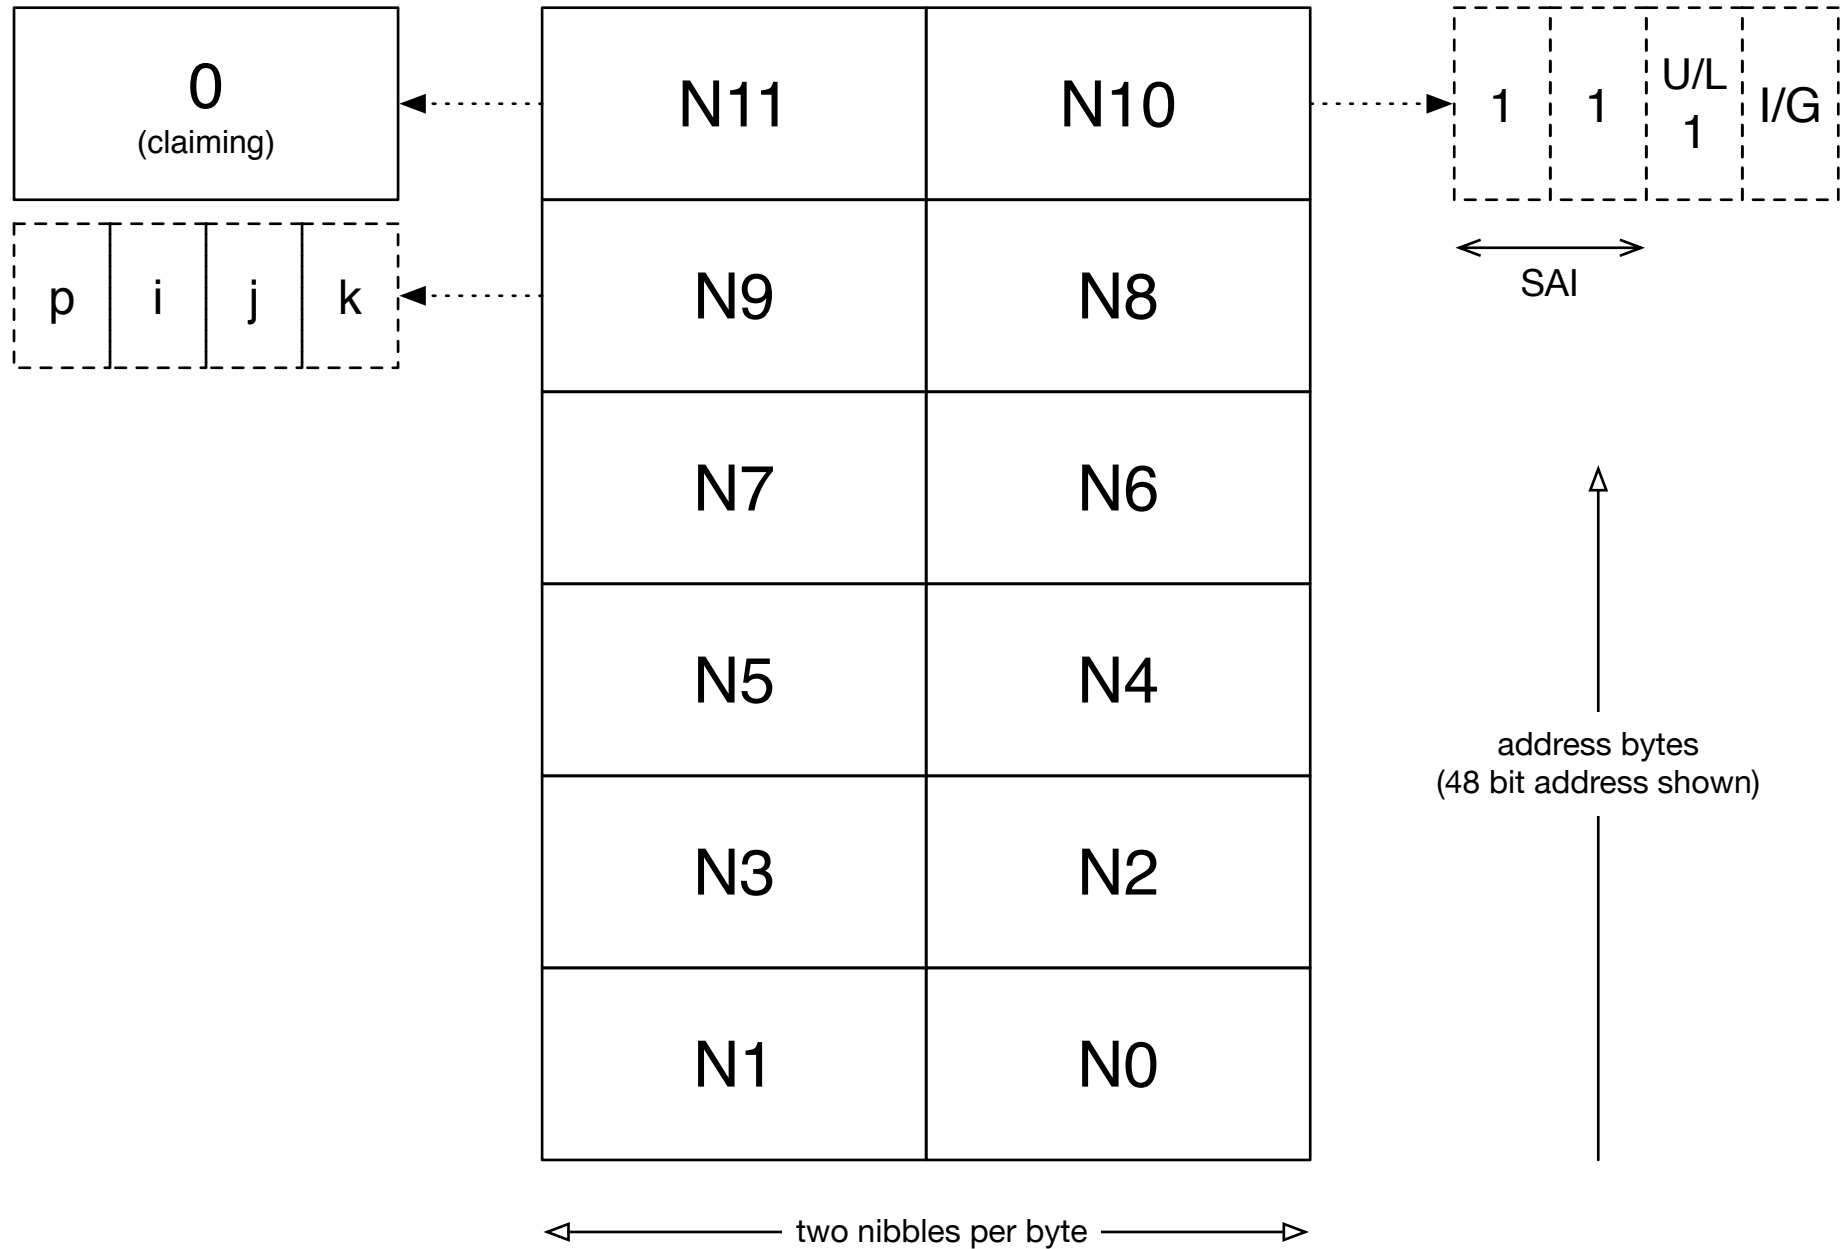 0
(claiming)
N11
N10
1
1
U/L
1
I/G
SAI
p i j k
N9
N8
N7
N6
N5
N4
address bytes
(48 bit address shown)
N3
N2
N1
N0
two nibbles per byte